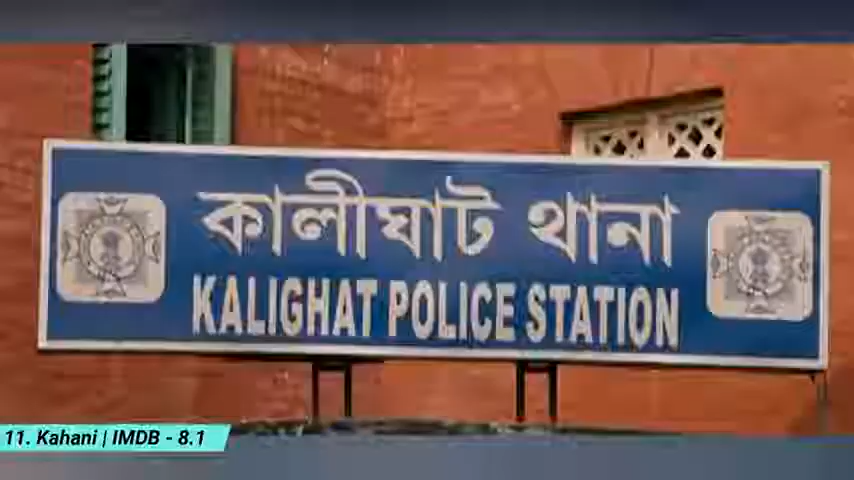 কালীঘাট থানা
KALIGHAT POLICE STATION
11. Kahani | IMDB - 8.1